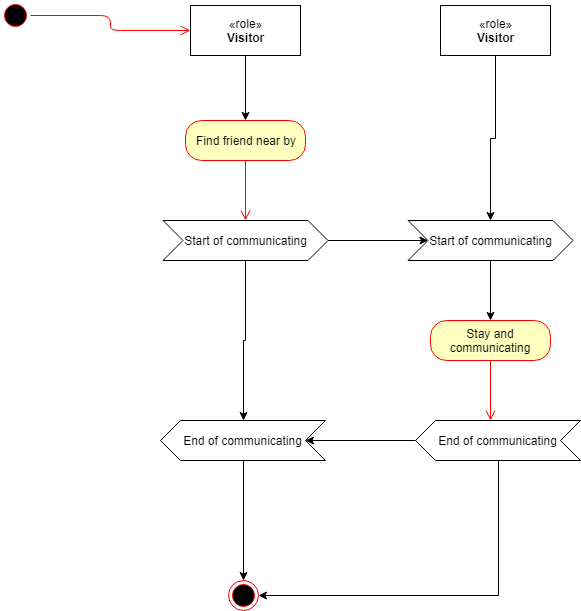 «role»
Visitor
«role»
Visitor
Find friend near by
Start of communicating
Start of communicating
Stay and
communicating
End of communicating
End of communicating